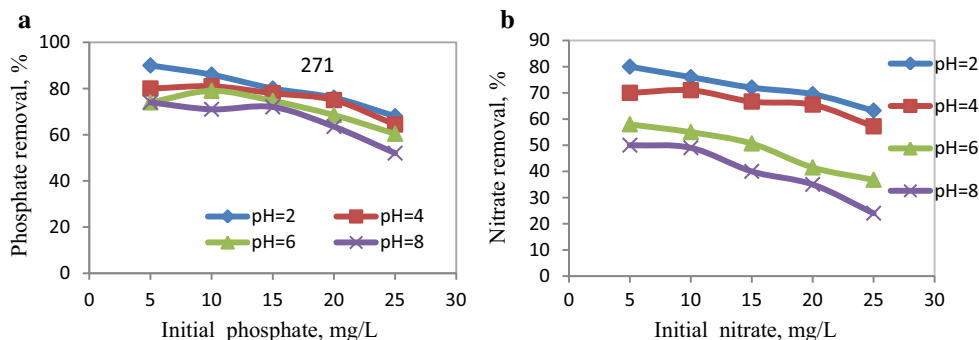 a
Phosphate removal, %
100
80
60
40
20
0
271
pH=2
pH=4
pH=6
pH=8
0 5 10 15 20 25 30
Initial phosphate, mg/L
b
Nitrate removal, %
90
80
70
60
50
40
30
20
10
0
0 5 10 15 20 25 30
Initial nitrate, mg/L
pH=2
pH=4
pH=6
pH=8